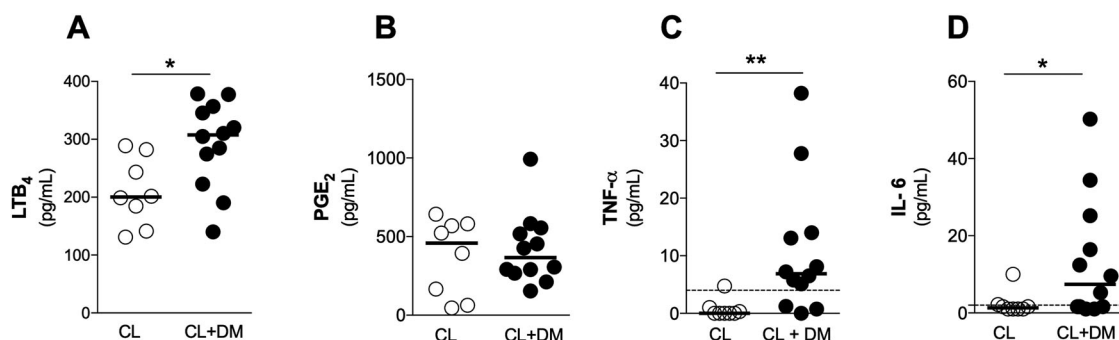 A
LTB4
(pg/mL)
*
400
300
200
100
0
CL
CL+DM
B
PGE2
(pg/mL)
1500
1000
500
0
CL
CL+DM
C
TNF-α
(pg/mL)
**
40
30
20
10
0
CL
CL + DM
D
IL- 6
(pg/mL)
*
60
40
20
0
CL
CL+DM